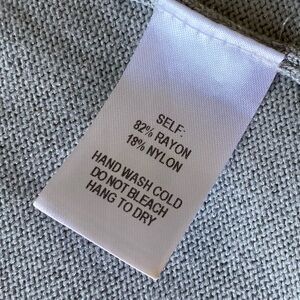 SELF:
82% RAYON
18% NYLON
HAND WASH COLD
DO NOT BLEACH
HANG TO DRY